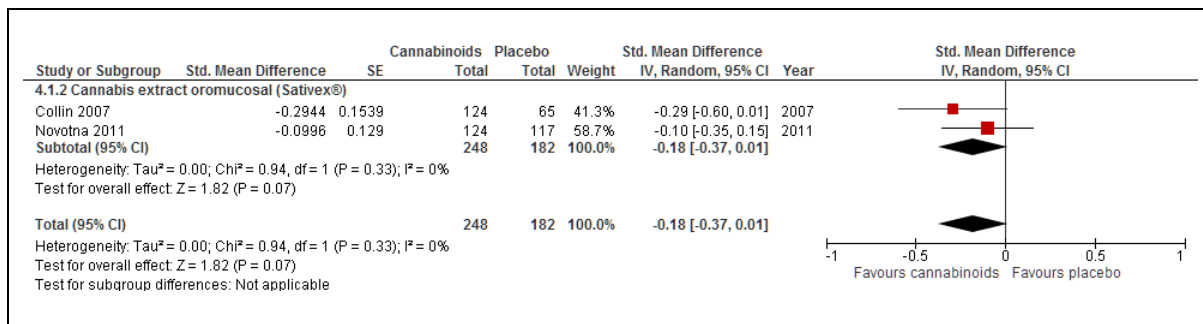 Cannabinoids Placebo Std. Mean Difference Std. Mean Difference
Study or Subgroup Std. Mean Difference SE Total Total Weight IV, Random, 95% CI Year IV, Random, 95% CI
4.1.2 Cannabis extract oromucosal (Sativex®)
Collin 2007 -0.2944 0.1539 124 65 41.3% -0.29 [-0.60, 0.01] 2007
Novotna 2011 -0.0996 0.129 124 117 58.7% -0.10 [-0.35, 0.15] 2011
Subtotal (95% CI) 248 182 100.0% -0.18 [-0.37, 0.01]
Heterogeneity: Tau² = 0.00; Chi² = 0.94, df = 1 (P = 0.33); I² = 0%
Test for overall effect: Z = 1.82 (P = 0.07)
Total (95% CI) 248 182 100.0% -0.18 [-0.37, 0.01]
Heterogeneity: Tau² = 0.00; Chi² = 0.94, df = 1 (P = 0.33); I² = 0%
Test for overall effect: Z = 1.82 (P = 0.07)
Test for subgroup differences: Not applicable
-1 -0.5 0 0.5 1
Favours cannabinoids Favours placebo